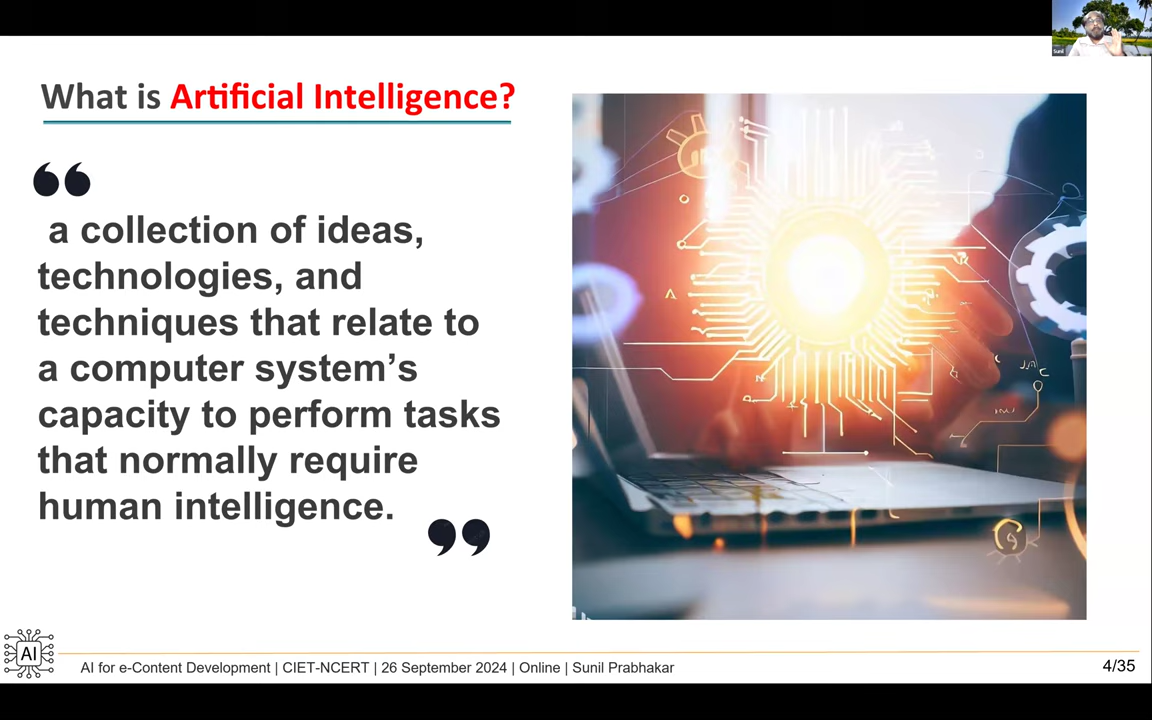 Sunil
What is Artificial Intelligence?
“
a collection of ideas,
technologies, and
techniques that relate to
a computer system’s
capacity to perform tasks
that normally require
human intelligence.
”
AI
AI for e-Content Development | CIET-NCERT | 26 September 2024 | Online | Sunil Prabhakar
4/35